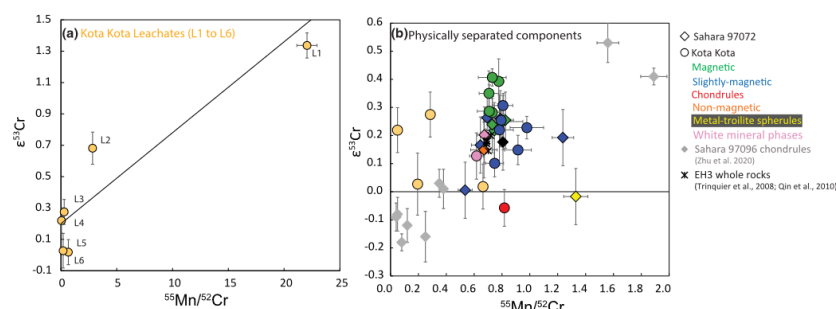 (a) Kota Kota Leachates (L1 to L6)
ε53Cr
1.5
1.3
1.1
0.9
0.7
0.5
0.3
0.1
-0.1
L1
L2
L3
L4
L5
L6
0
5
10
15
20
25
55Mn/52Cr
(b) Physically separated components
ε53Cr
0.6
0.5
0.4
0.3
0.2
0.1
0.0
-0.1
-0.2
-0.3
0.0
0.2
0.4
0.6
0.8
1.0
1.2
1.4
1.6
1.8
2.0
55Mn/52Cr
Sahara 97072
Kota Kota
Magnetic
Slightly-magnetic
Chondrules
Non-magnetic
Metal-troilite spherules
White mineral phases
Sahara 97096 chondrules
(Zhu et al. 2020)
EH3 whole rocks
(Trinquier et al., 2008; Qin et al., 2010)